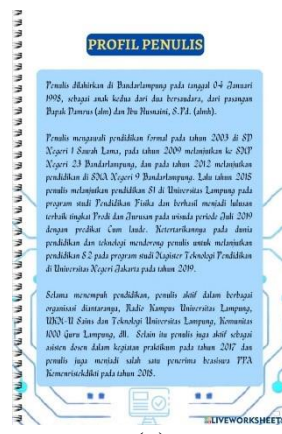 PROFIL PENULIS
Penulis dilahirkan di Bandarlampung pada tanggal 04 Januari
1995, sebagai anak kedua dari dua bersaudara, dari pasangan
Bapak Damrus (alm) dan Ibu Husnaini, S.Pd. (almh).
Penulis mengawali pendidikan formal pada tahun 2003 di SD
Negeri 1 Sawah Lama, pada tahun 2009 melanjutkan ke SMP
Negeri 23 Bandarlampung, dan pada tahun 2012 melanjutkan
pendidikan di SMA Negeri 9 Bandarlampung. Lalu tahun 2015
penulis melanjutkan pendidikan S1 di Universitas Lampung pada
program studi Pendidikan Fisika dan berhasil menjadi lulusan
terbaik tingkat Prodi dan Jurusan pada wisuda periode Juli 2019
dengan predikat Cum laude. Ketertarikannya pada dunia
pendidikan dan teknologi mendorong penulis untuk melanjutkan
pendidikan S2 pada program studi Magister Teknologi Pendidikan
di Universitas Negeri Jakarta pada tahun 2019.
Selama menempuh pendidikan, penulis aktif dalam berbagai
organisasi diantaranya, Radio Kampus Universitas Lampung,
UKM-U Sains dan Teknologi Universitas Lampung, Komunitas
1000 Guru Lampung, dll. Selain itu penulis juga aktif sebagai
asisten dosen dalam kegiatan praktikum pada tahun 2017 dan
penulis juga menjadi salah satu penerima beasiswa PPA
Kemenristekdikti pada tahun 2018.
LIVEWORKSHEETS